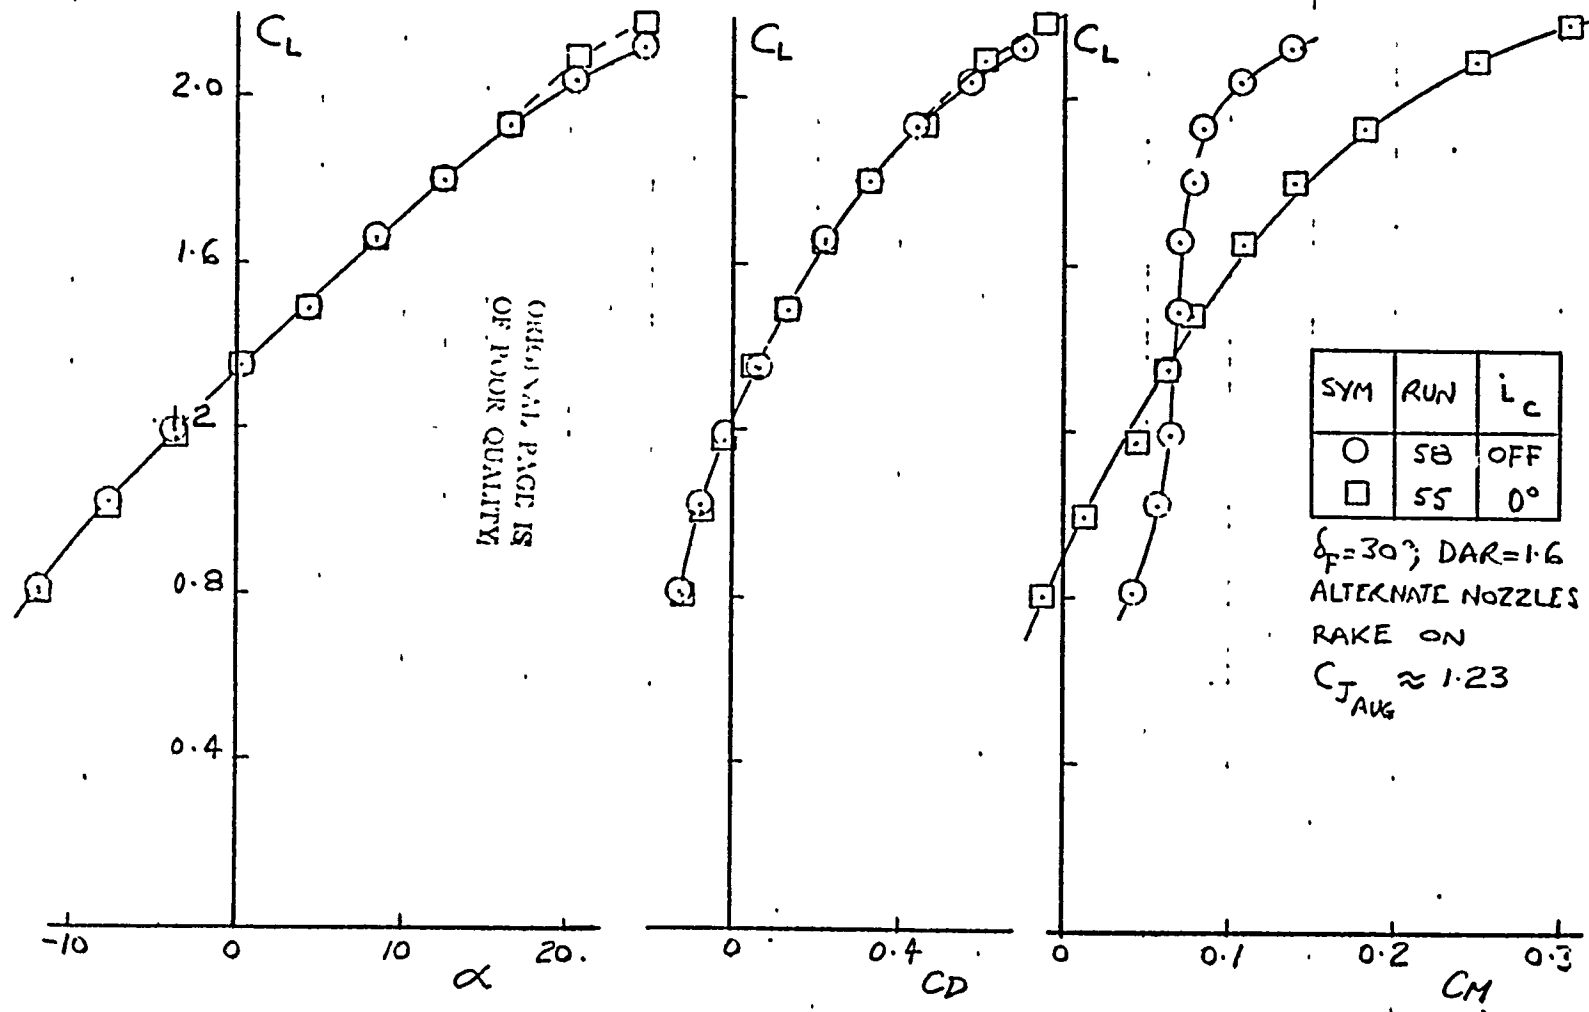 C_L
C_L
C_L
2.0
1.6
1.2
0.8
0.4
-10 0 10 20.
α
0 0.4
C_D
0 0.1 0.2 0.3
C_M
ORIGINAL PAGE IS
OF POOR QUALITY
SYM RUN i_c
○ 58 OFF
□ 55 0°
δ_F=30°; DAR=1.6
ALTERNATE NOZZLES
RAKE ON
C_J_AUG ≈ 1.23